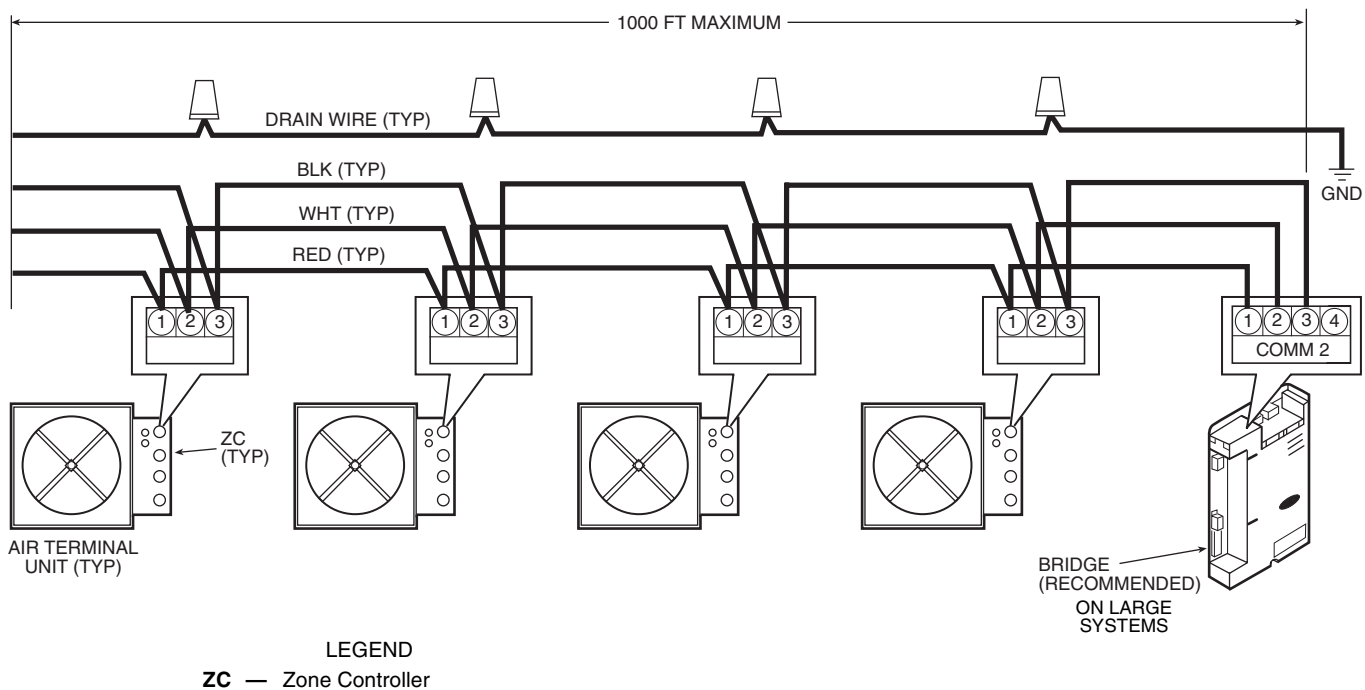 1000 FT MAXIMUM
DRAIN WIRE (TYP)
BLK (TYP)
GND
WHT (TYP)
RED (TYP)
1 2 3
1 2 3
1 2 3
1 2 3
1 2 3 4
COMM 2
ZC
(TYP)
AIR TERMINAL
UNIT (TYP)
BRIDGE
(RECOMMENDED)
ON LARGE
SYSTEMS
LEGEND
ZC — Zone Controller